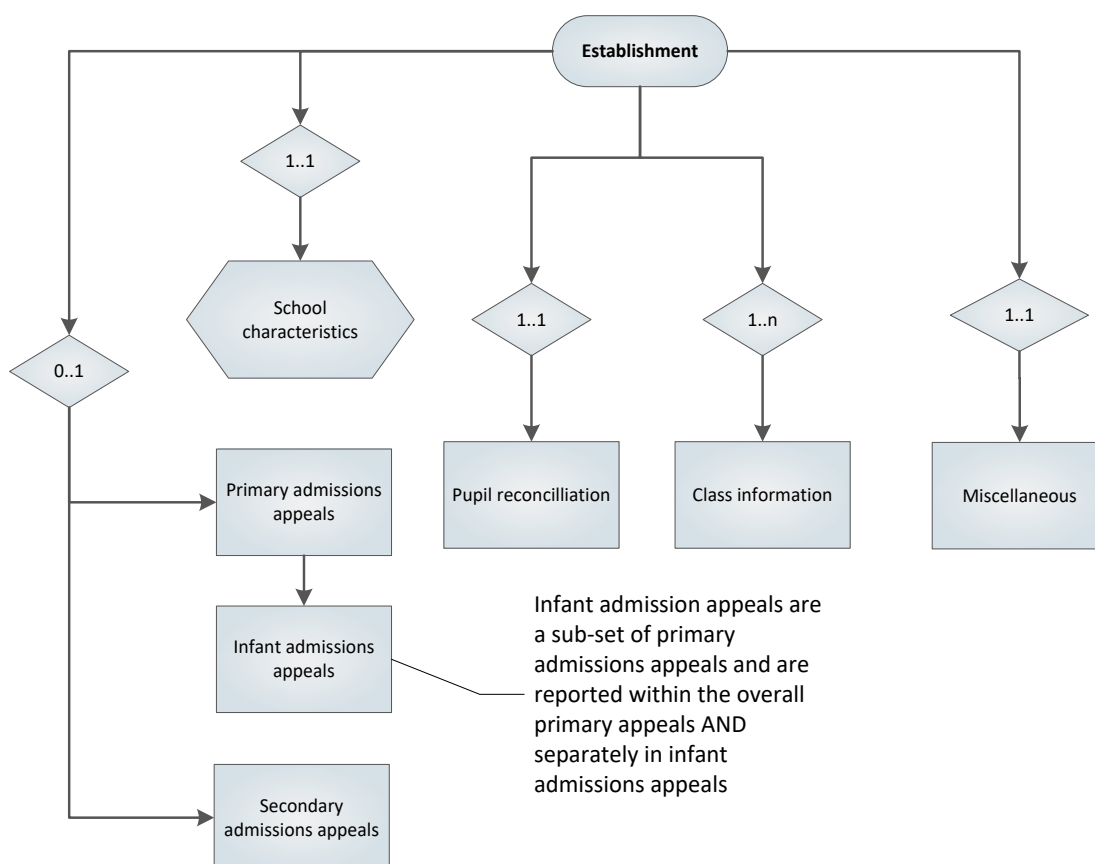 Establishment
1..1
School
characteristics
1..1
1..n
1..1
0..1
Primary admissions
appeals
Pupil reconcilliation
Class information
Miscellaneous
Infant admissions
appeals
Infant admission appeals are
a sub-set of primary
admissions appeals and are
reported within the overall
primary appeals AND
separately in infant
admissions appeals
Secondary
admissions appeals